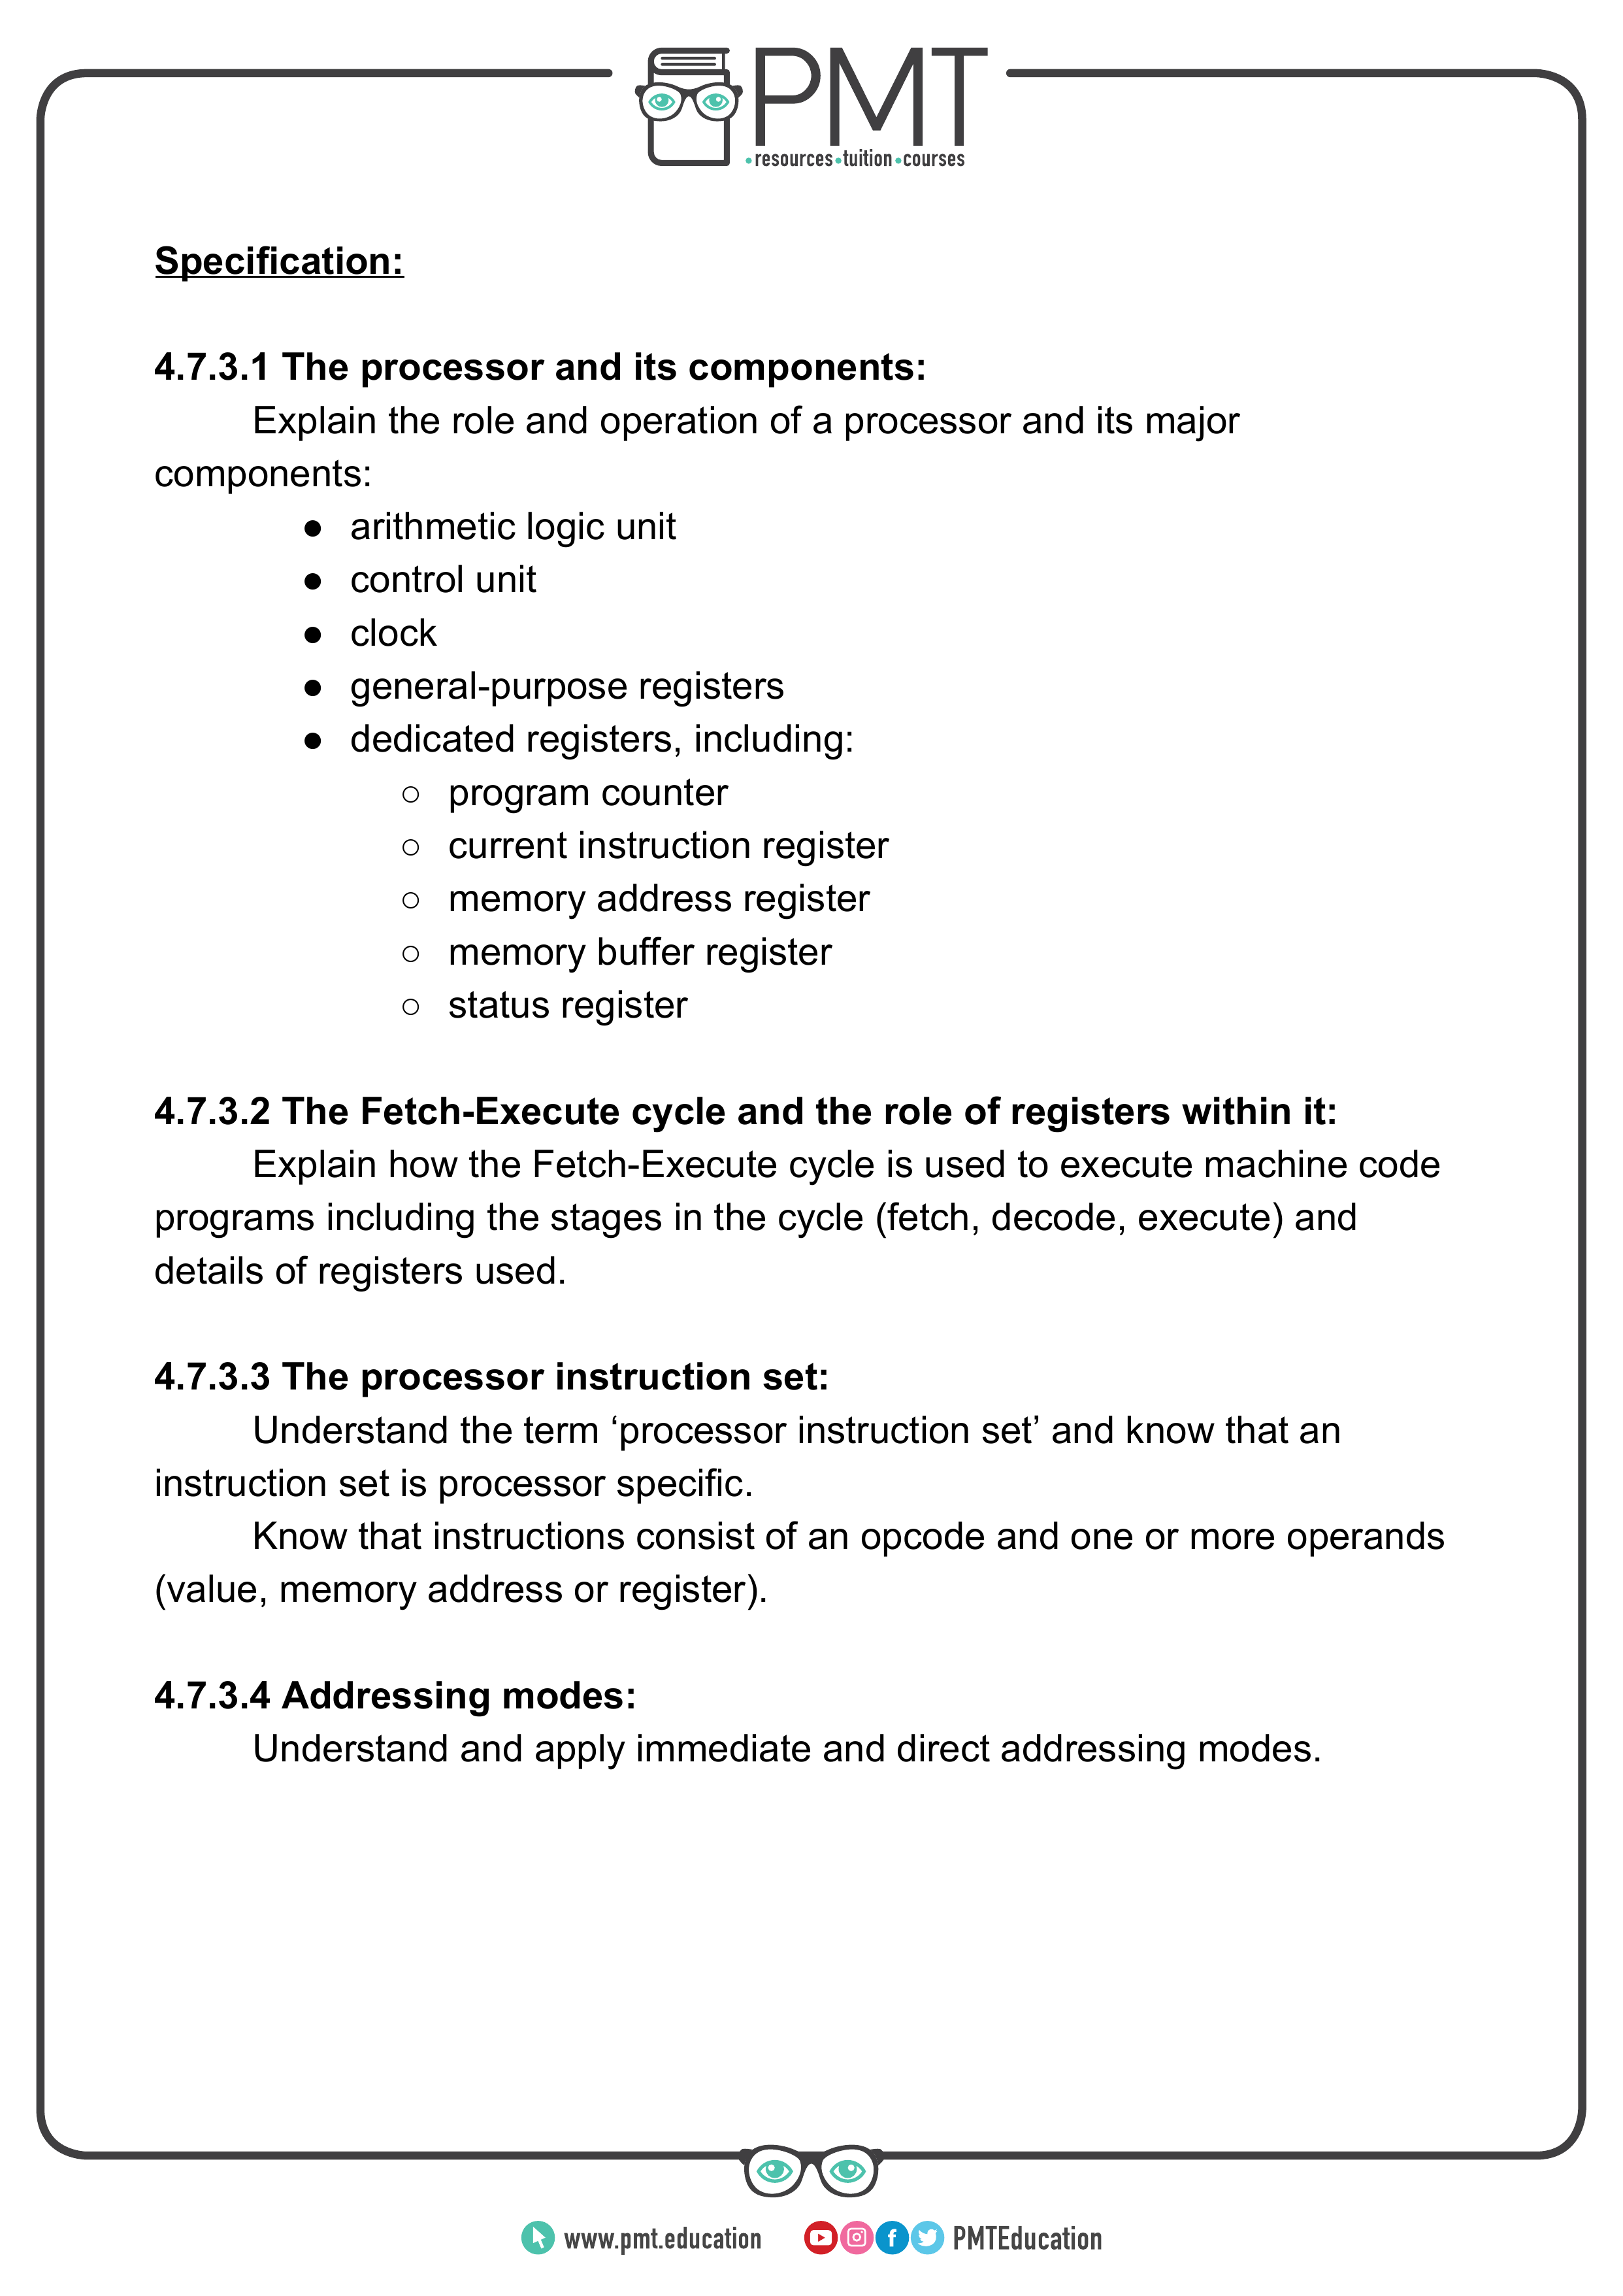 PMT
•resources•tuition•courses
Specification:
4.7.3.1 The processor and its components:
Explain the role and operation of a processor and its major
components:
● arithmetic logic unit
● control unit
● clock
● general-purpose registers
● dedicated registers, including:
○ program counter
○ current instruction register
○ memory address register
○ memory buffer register
○ status register
4.7.3.2 The Fetch-Execute cycle and the role of registers within it:
Explain how the Fetch-Execute cycle is used to execute machine code
programs including the stages in the cycle (fetch, decode, execute) and
details of registers used.
4.7.3.3 The processor instruction set:
Understand the term ‘processor instruction set’ and know that an
instruction set is processor specific.
Know that instructions consist of an opcode and one or more operands
(value, memory address or register).
4.7.3.4 Addressing modes:
Understand and apply immediate and direct addressing modes.
www.pmt.education PMTEducation